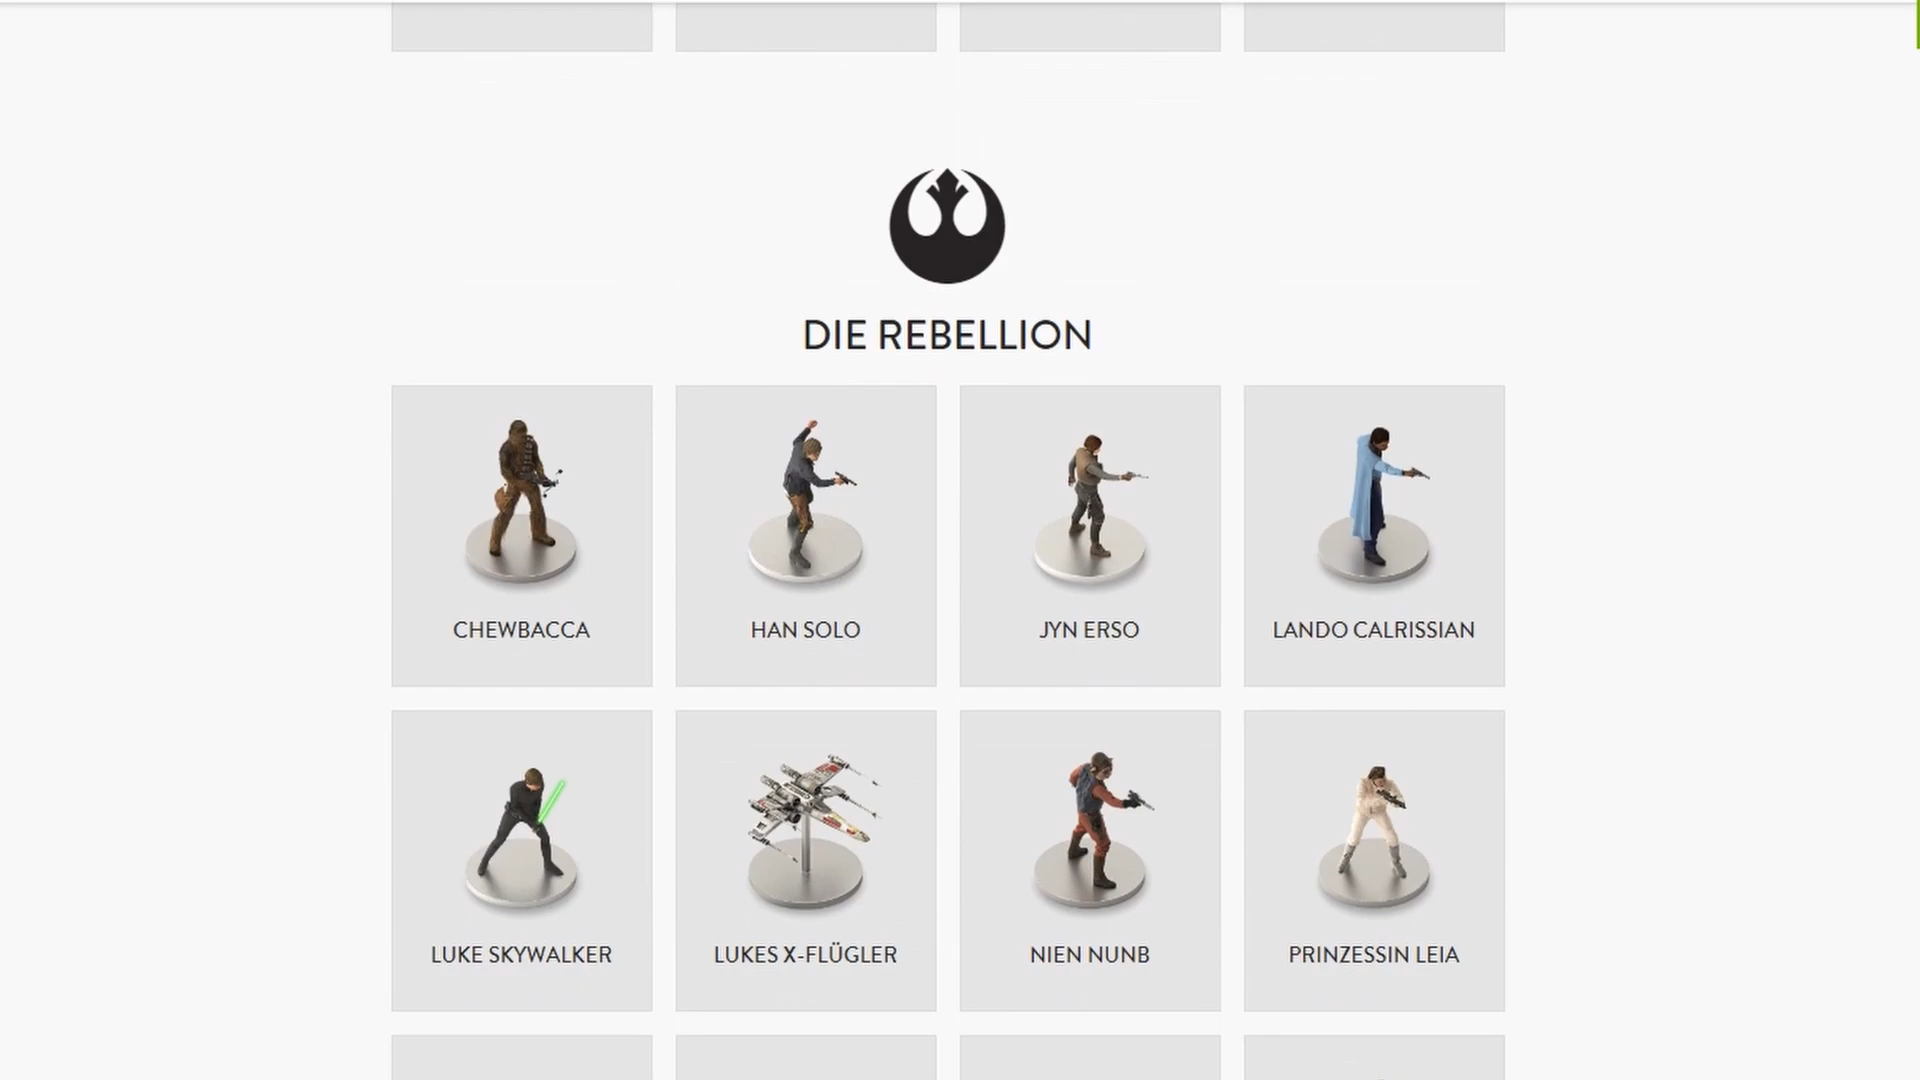 DIE REBELLION
CHEWBACCA
HAN SOLO
JYN ERSO
LANDO CALRISSIAN
LUKE SKYWALKER
LUKES X-FLÜGLER
NIEN NUNB
PRINZESSIN LEIA